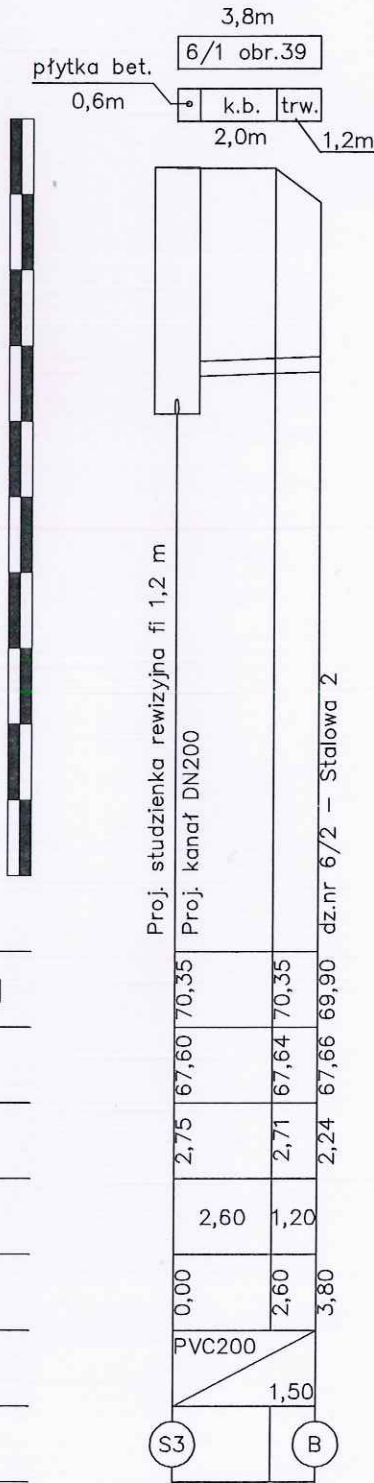 3,8m
6/1 obr.39
płytka bet.
0,6m
k.b.
trw.
2,0m
1,2m
Proj. studzienka rewizyjna fi 1,2 m
Proj. kanał DN200
dz.nr 6/2 – Stalowa 2
70,35
70,35
69,90
67,60
67,64
67,66
2,75
2,71
2,24
2,60
1,20
0,00
2,60
3,80
PVC200
1,50
S3
B